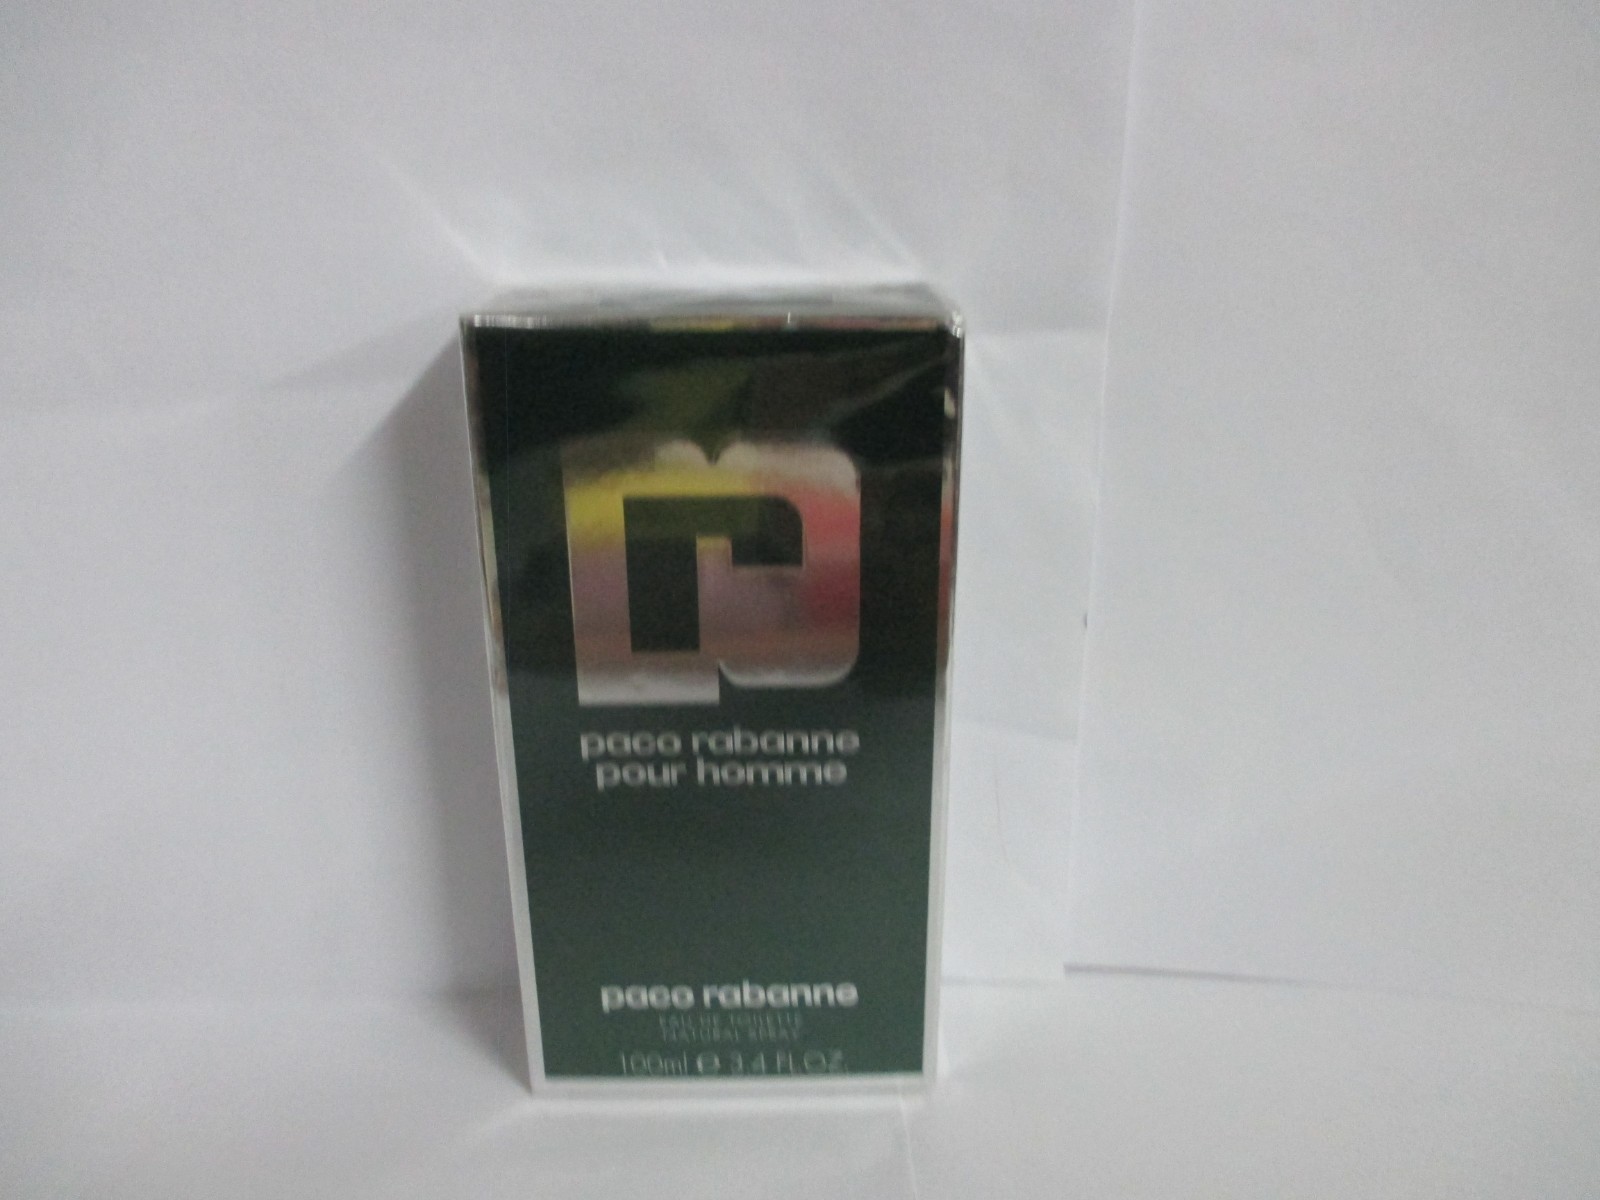 paco rabanne
pour homme
paco rabanne
EAU DE TOILETTE
NATURAL SPRAY
100ml ℮ 3.4 FL.OZ.